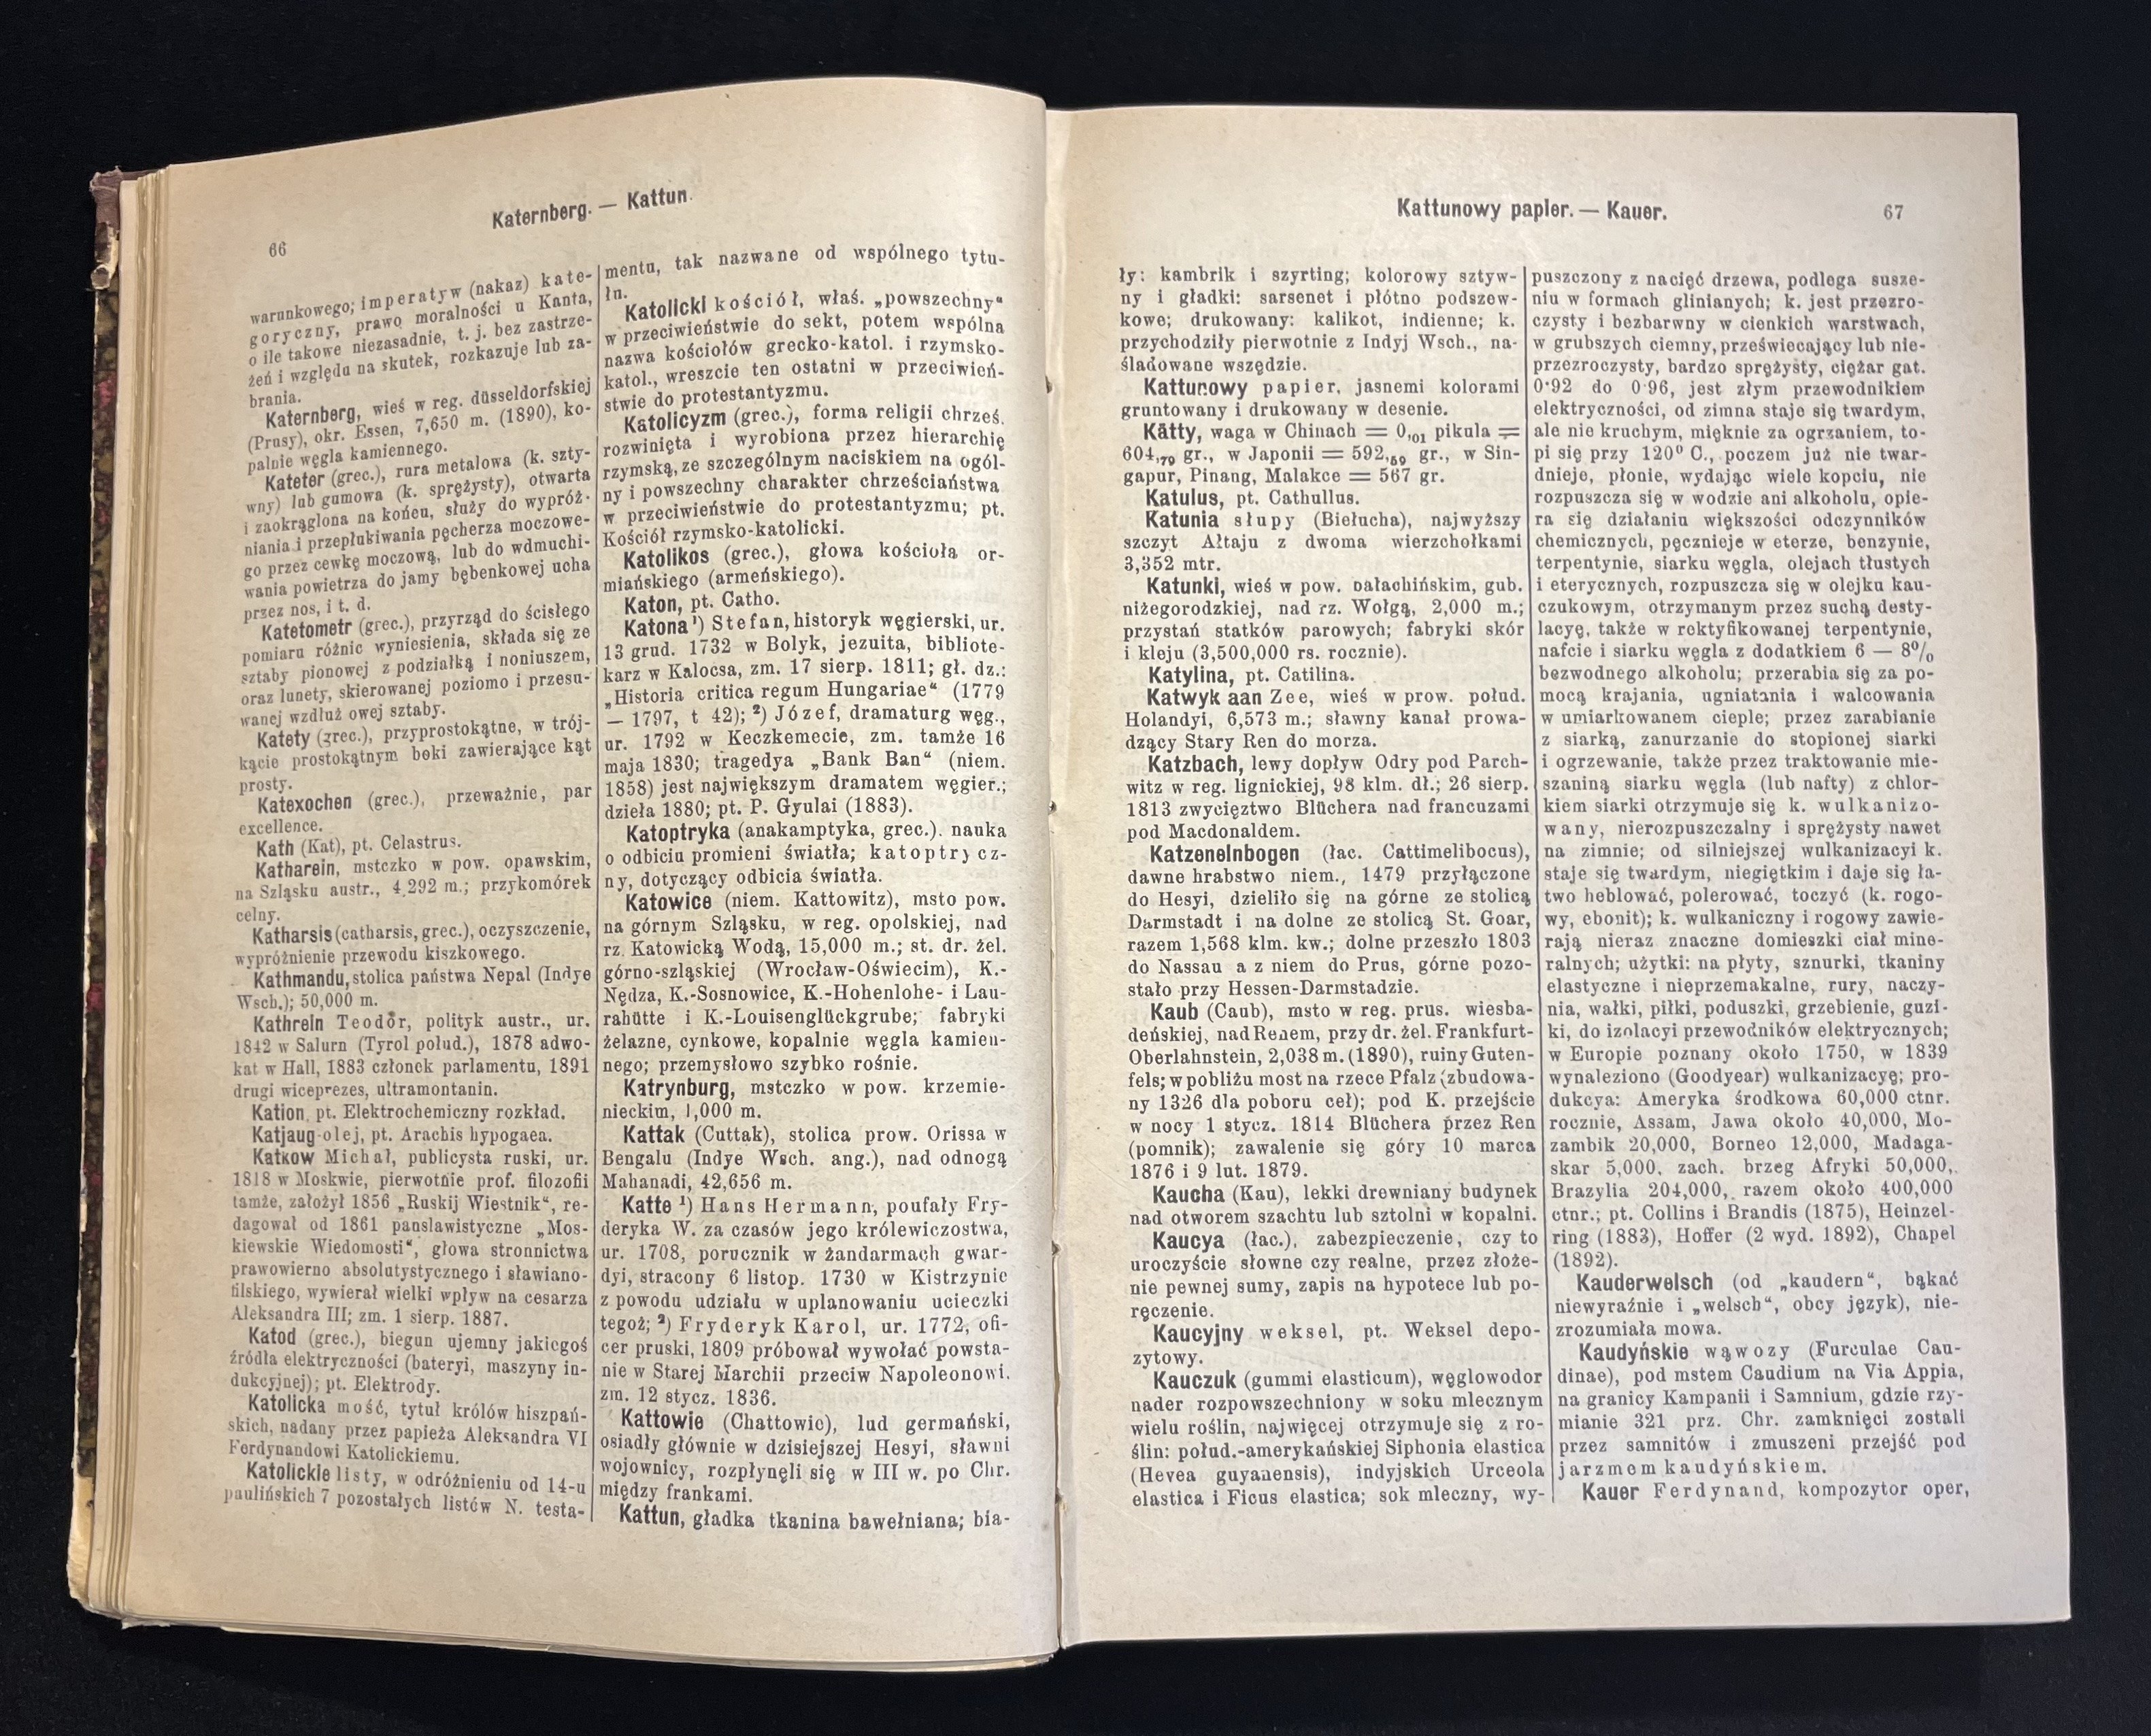 66
Katernberg. — Kattun.
warunkowego; imperatyw (nakaz) kate-
goryczny, prawo moralności u Kanta,
o ile takowe niezasadnie, t. j. bez zastrze-
żeń i względu na skutek, rozkazuje lub za-
brania.
Katernberg, wieś w reg. düsseldorfskiej
(Prusy), okr. Essen, 7,650 m. (1890), ko-
palnie węgla kamiennego.
Kateter (grec.), rura metalowa (k. szty-
wny) lub gumowa (k. sprężysty), otwarta
i zaokrąglona na końcu, służy do wypróż-
niania i przepłukiwania pęcherza moczowe-
go przez cewkę moczową, lub do wdmuchi-
wania powietrza do jamy bębenkowej ucha
przez nos, i t. d.
Katetometr (grec.), przyrząd do ścisłego
pomiaru różnic wyniesienia, składa się ze
sztaby pionowej z podziałką i noniuszem,
oraz lunety, skierowanej poziomo i przesu-
wanej wzdłuż owej sztaby.
Katety (grec.), przyprostokątne, w trój-
kącie prostokątnym boki zawierające kąt
prosty.
Katexochen (grec.), przeważnie, par
excellence.
Kath (Kat), pt. Celastrus.
Katharein, mstczko w pow. opawskim,
na Szląsku austr., 4,292 m.; przykomórek
celny.
Katharsis (catharsis, grec.), oczyszczenie,
wypróżnienie przewodu kiszkowego.
Kathmandu, stolica państwa Nepal (Indye
Wsch.); 50,000 m.
Kathrein Teodor, polityk austr., ur.
1842 w Salurn (Tyrol połud.), 1878 adwo-
kat w Hall, 1883 członek parlamentu, 1891
drugi wiceprezes, ultramontanin.
Kation, pt. Elektrochemiczny rozkład.
Katjaug-olej, pt. Arachis hypogaea.
Katkow Michał, publicysta ruski, ur.
1818 w Moskwie, pierwotnie prof. filozofii
tamże, założył 1856 „Ruskij Wiestnik“, re-
dagował od 1861 panslawistyczne „Mos-
kiewskie Wiedomosti“, głowa stronnictwa
prawowierno absolutystycznego i sławiano-
filskiego, wywierał wielki wpływ na cesarza
Aleksandra III; zm. 1 sierp. 1887.
Katod (grec.), biegun ujemny jakiegoś
źródła elektryczności (bateryi, maszyny in-
dukcyjnej); pt. Elektrody.
Katolicka mość, tytuł królów hiszpań-
skich, nadany przez papieża Aleksandra VI
Ferdynandowi Katolickiemu.
Katolickie listy, w odróżnieniu od 14-u
paulińskich 7 pozostałych listów N. testa-
mentu, tak nazwane od wspólnego tytu-
łu.
Katolicki kościół, właś. „powszechny“
w przeciwieństwie do sekt, potem wspólna
nazwa kościołów grecko-katol. i rzymsko-
katol., wreszcie ten ostatni w przeciwień-
stwie do protestantyzmu.
Katolicyzm (grec.), forma religii chrześ.
rozwinięta i wyrobiona przez hierarchię
rzymską, ze szczególnym naciskiem na ogól-
ny i powszechny charakter chrześciaństwa
w przeciwieństwie do protestantyzmu; pt.
Kościół rzymsko-katolicki.
Katolikos (grec.), głowa kościoła or-
miańskiego (armeńskiego).
Katon, pt. Catho.
Katona ¹) Stefan, historyk węgierski, ur.
13 grud. 1732 w Bolyk, jezuita, bibliote-
karz w Kalocsa, zm. 17 sierp. 1811; gł. dz.:
„Historia critica regum Hungariae“ (1779
— 1797, t 42); ²) Józef, dramaturg węg.,
ur. 1792 w Keczkemecie, zm. tamże 16
maja 1830; tragedya „Bank Ban“ (niem.
1858) jest największym dramatem węgier.;
dzieła 1880; pt. P. Gyulai (1883).
Katoptryka (anakamptyka, grec.). nauka
o odbiciu promieni światła; katoptrycz-
ny, dotyczący odbicia światła.
Katowice (niem. Kattowitz), msto pow.
na górnym Szląsku, w reg. opolskiej, nad
rz. Katowicką Wodą, 15,000 m.; st. dr. żel.
górno-szląskiej (Wrocław-Oświecim), K.-
Nędza, K.-Sosnowice, K.-Hohenlohe- i Lau-
rahütte i K.-Louisenglückgrube; fabryki
żelazne, cynkowe, kopalnie węgla kamien-
nego; przemysłowo szybko rośnie.
Katrynburg, mstczko w pow. krzemie-
nieckim, 1,000 m.
Kattak (Cuttak), stolica prow. Orissa w
Bengalu (Indye Wsch. ang.), nad odnogą
Mahanadi, 42,656 m.
Katte ¹) Hans Hermann, poufały Fry-
deryka W. za czasów jego królewiczostwa,
ur. 1708, porucznik w żandarmach gwar-
dyi, stracony 6 listop. 1730 w Kistrzynie
z powodu udziału w uplanowaniu ucieczki
tegoż; ²) Fryderyk Karol, ur. 1772, ofi-
cer pruski, 1809 próbował wywołać powsta-
nie w Starej Marchii przeciw Napoleonowi.
zm. 12 stycz. 1836.
Kattowie (Chattowie), lud germański,
osiadły głównie w dzisiejszej Hesyi, sławni
wojownicy, rozpłynęli się w III w. po Chr.
między frankami.
Kattun, gładka tkanina bawełniana; bia-
Kattunowy papier. — Kauer.
67
ły: kambrik i szyrting; kolorowy sztyw-
ny i gładki: sarsenet i płótno podszew-
kowe; drukowany: kalikot, indienne; k.
przychodziły pierwotnie z Indyj Wsch., na-
śladowane wszędzie.
Kattunowy papier, jasnemi kolorami
gruntowany i drukowany w desenie.
Kätty, waga w Chinach = 0,₀₁ pikula =
604,₇₉ gr., w Japonii = 592,₅₉ gr., w Sin-
gapur, Pinang, Malakce = 567 gr.
Katulus, pt. Cathullus.
Katunia słupy (Biełucha), najwyższy
szczyt Ałtaju z dwoma wierzchołkami
3,352 mtr.
Katunki, wieś w pow. bałachińskim, gub.
niżegorodzkiej, nad rz. Wołgą, 2,000 m.;
przystań statków parowych; fabryki skór
i kleju (3,500,000 rs. rocznie).
Katylina, pt. Catilina.
Katwyk aan Zee, wieś w prow. połud.
Holandyi, 6,573 m.; sławny kanał prowa-
dzący Stary Ren do morza.
Katzbach, lewy dopływ Odry pod Parch-
witz w reg. lignickiej, 98 klm. dł.; 26 sierp.
1813 zwycięztwo Blüchera nad francuzami
pod Macdonaldem.
Katzenelnbogen (łac. Cattimelibocus),
dawne hrabstwo niem., 1479 przyłączone
do Hesyi, dzieliło się na górne ze stolicą
Darmstadt i na dolne ze stolicą St. Goar,
razem 1,568 klm. kw.; dolne przeszło 1803
do Nassau a z niem do Prus, górne pozo-
stało przy Hessen-Darmstadzie.
Kaub (Caub), msto w reg. prus. wiesba-
deńskiej, nad Renem, przy dr. żel. Frankfurt-
Oberlahnstein, 2,038 m. (1890), ruiny Guten-
fels; w pobliżu most na rzece Pfalz (zbudowa-
ny 1326 dla poboru ceł); pod K. przejście
w nocy 1 stycz. 1814 Blüchera przez Ren
(pomnik); zawalenie się góry 10 marca
1876 i 9 lut. 1879.
Kaucha (Kau), lekki drewniany budynek
nad otworem szachtu lub sztolni w kopalni.
Kaucya (łac.), zabezpieczenie, czy to
uroczyście słowne czy realne, przez złoże-
nie pewnej sumy, zapis na hypotece lub po-
ręczenie.
Kaucyjny weksel, pt. Weksel depo-
zytowy.
Kauczuk (gummi elasticum), węglowodor
nader rozpowszechniony w soku mlecznym
wielu roślin, najwięcej otrzymuje się z ro-
ślin: połud.-amerykańskiej Siphonia elastica
(Hevea guyanensis), indyjskich Urceola
elastica i Ficus elastica; sok mleczny, wy-
puszczony z nacięć drzewa, podlega susze-
niu w formach glinianych; k. jest przezro-
czysty i bezbarwny w cienkich warstwach,
w grubszych ciemny, przeświecający lub nie-
przezroczysty, bardzo sprężysty, ciężar gat.
0·92 do 0·96, jest złym przewodnikiem
elektryczności, od zimna staje się twardym,
ale nie kruchym, mięknie za ogrzaniem, to-
pi się przy 120° C., poczem już nie twar-
dnieje, płonie, wydając wiele kopciu, nie
rozpuszcza się w wodzie ani alkoholu, opie-
ra się działaniu większości odczynników
chemicznych, pęcznieje w eterze, benzynie,
terpentynie, siarku węgla, olejach tłustych
i eterycznych, rozpuszcza się w olejku kau-
czukowym, otrzymanym przez suchą desty-
lacyę, także w rektyfikowanej terpentynie,
nafcie i siarku węgla z dodatkiem 6 — 8%
bezwodnego alkoholu; przerabia się za po-
mocą krajania, ugniatania i walcowania
w umiarkowanem cieple; przez zarabianie
z siarką, zanurzanie do stopionej siarki
i ogrzewanie, także przez traktowanie mie-
szaniną siarku węgla (lub nafty) z chlor-
kiem siarki otrzymuje się k. wulkanizo-
wany, nierozpuszczalny i sprężysty nawet
na zimnie; od silniejszej wulkanizacyi k.
staje się twardym, niegiętkim i daje się ła-
two heblować, polerować, toczyć (k. rogo-
wy, ebonit); k. wulkaniczny i rogowy zawie-
rają nieraz znaczne domieszki ciał mine-
ralnych; użytki: na płyty, sznurki, tkaniny
elastyczne i nieprzemakalne, rury, naczy-
nia, wałki, piłki, poduszki, grzebienie, guzi-
ki, do izolacyi przewodników elektrycznych;
w Europie poznany około 1750, w 1839
wynaleziono (Goodyear) wulkanizacyę; pro-
dukcya: Ameryka środkowa 60,000 ctnr.
rocznie, Assam, Jawa około 40,000, Mo-
zambik 20,000, Borneo 12,000, Madaga-
skar 5,000, zach. brzeg Afryki 50,000,
Brazylia 204,000, razem około 400,000
ctnr.; pt. Collins i Brandis (1875), Heinzel-
ring (1883), Hoffer (2 wyd. 1892), Chapel
(1892).
Kauderwelsch (od „kaudern“, bąkać
niewyraźnie i „welsch“, obcy język), nie-
zrozumiała mowa.
Kaudyńskie wąwozy (Furculae Cau-
dinae), pod mstem Caudium na Via Appia,
na granicy Kampanii i Samnium, gdzie rzy-
mianie 321 prz. Chr. zamknięci zostali
przez samnitów i zmuszeni przejść pod
jarzmem kaudyńskiem.
Kauer Ferdynand, kompozytor oper,